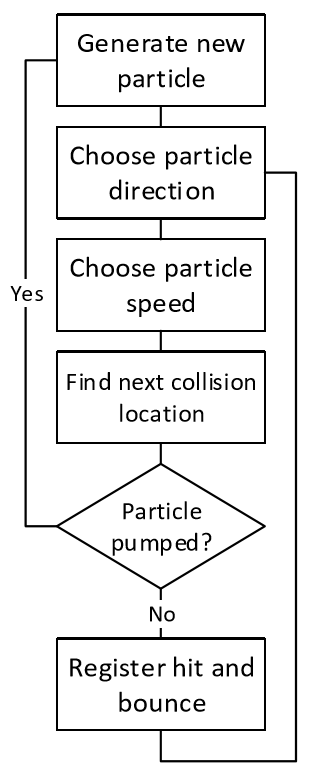 Generate new
particle
Choose particle
direction
Choose particle
speed
Yes
Find next collision
location
Particle
pumped?
No
Register hit and
bounce